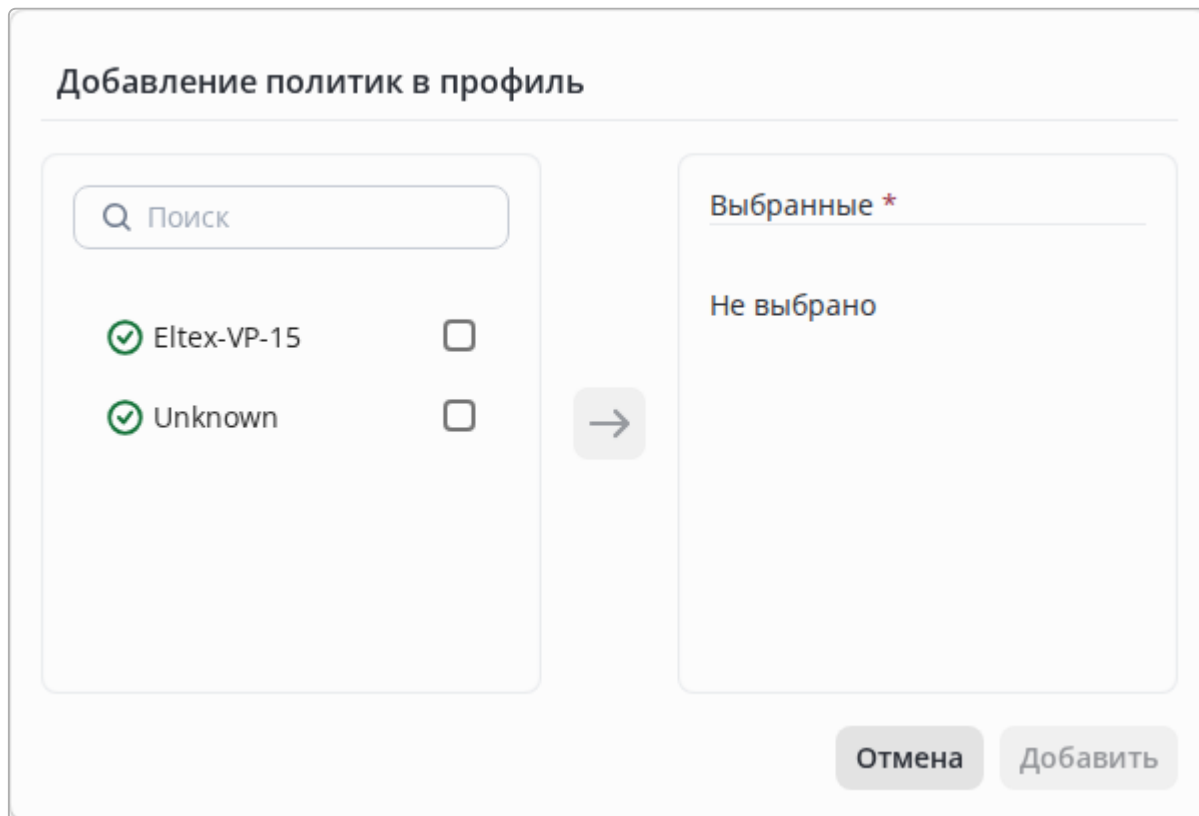 Добавление политик в профиль
Поиск
Eltex-VP-15
Unknown
Выбранные *
Не выбрано
Отмена
Добавить